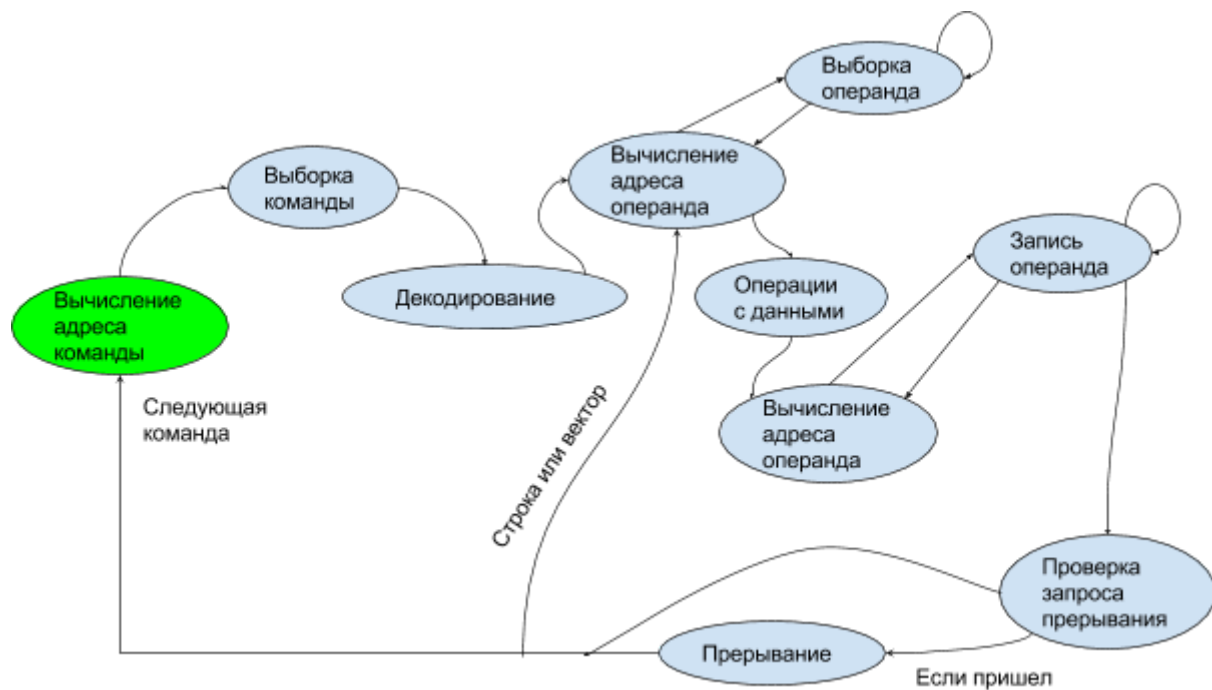 Выборка
операнда
Вычисление
адреса
операнда
Выборка
команды
Запись
операнда
Декодирование
Операции
с данными
Вычисление
адреса
команды
Следующая
команда
Вычисление
адреса
операнда
Строка или вектор
Проверка
запроса
прерывания
Прерывание
Если пришел